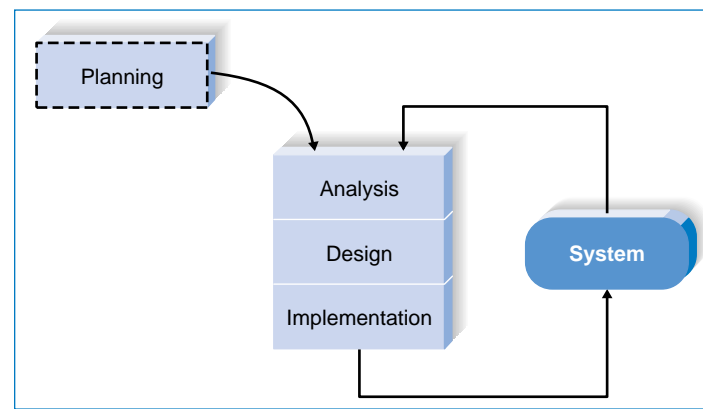 Planning
Analysis
Design
System
Implementation